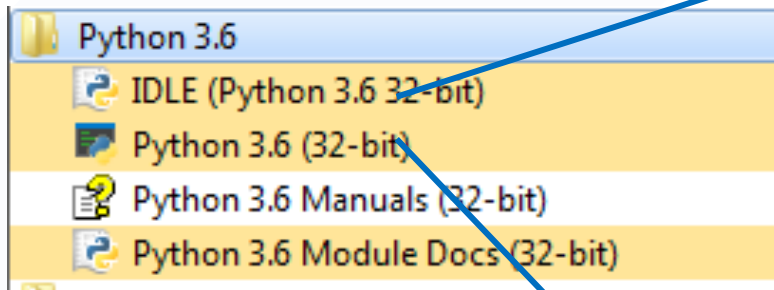 Python 3.6
IDLE (Python 3.6 32-bit)
Python 3.6 (32-bit)
Python 3.6 Manuals (32-bit)
Python 3.6 Module Docs (32-bit)